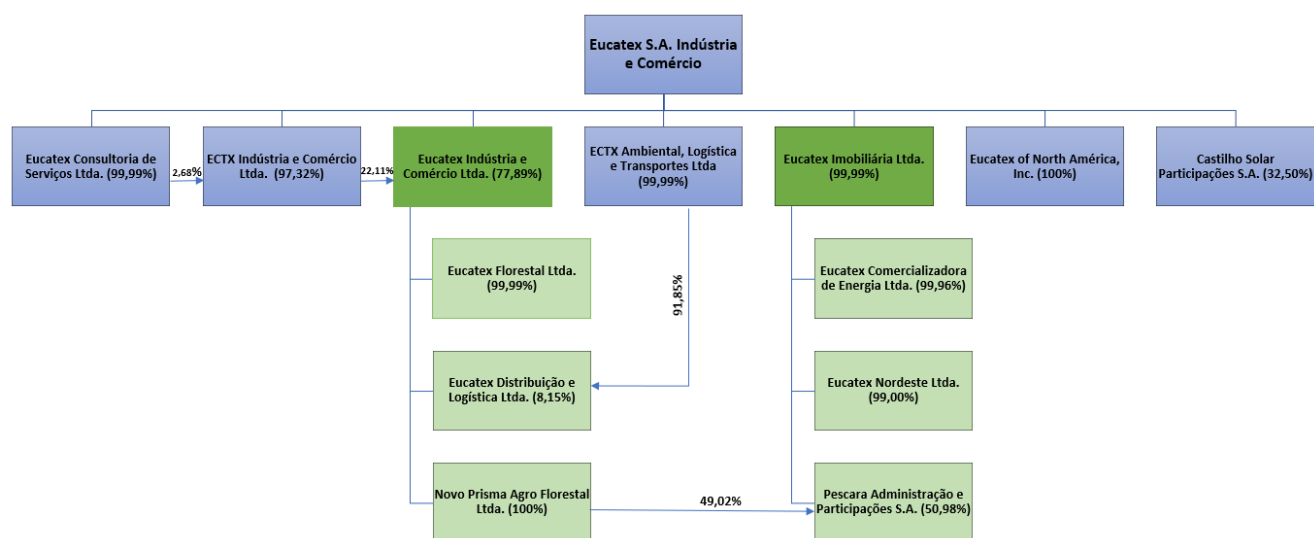 Eucatex S.A. Indústria
e Comércio
Eucatex Consultoria de
Serviços Ltda. (99,99%)
2,68%
ECTX Indústria e Comércio
Ltda. (97,32%)
22,11%
Eucatex Indústria e
Comércio Ltda. (77,89%)
ECTX Ambiental, Logística
e Transportes Ltda
(99,99%)
Eucatex Imobiliária Ltda.
(99,99%)
Eucatex of North América,
Inc. (100%)
Castilho Solar
Participações S.A. (32,50%)
Eucatex Florestal Ltda.
(99,99%)
91,85%
Eucatex Comercializadora
de Energia Ltda. (99,96%)
Eucatex Distribuição e
Logística Ltda. (8,15%)
Eucatex Nordeste Ltda.
(99,00%)
Novo Prisma Agro Florestal
Ltda. (100%)
49,02%
Pescara Administração e
Participações S.A. (50,98%)